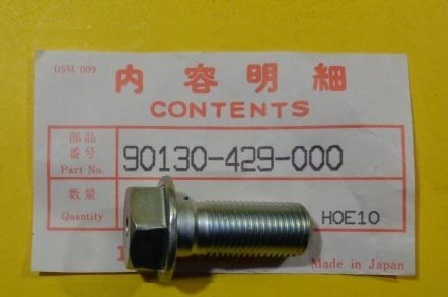 DSM 009
内容明細
CONTENTS
部品
番号
Part No.
90130-429-000
数量
Quantity
HOE10
Made in Japan